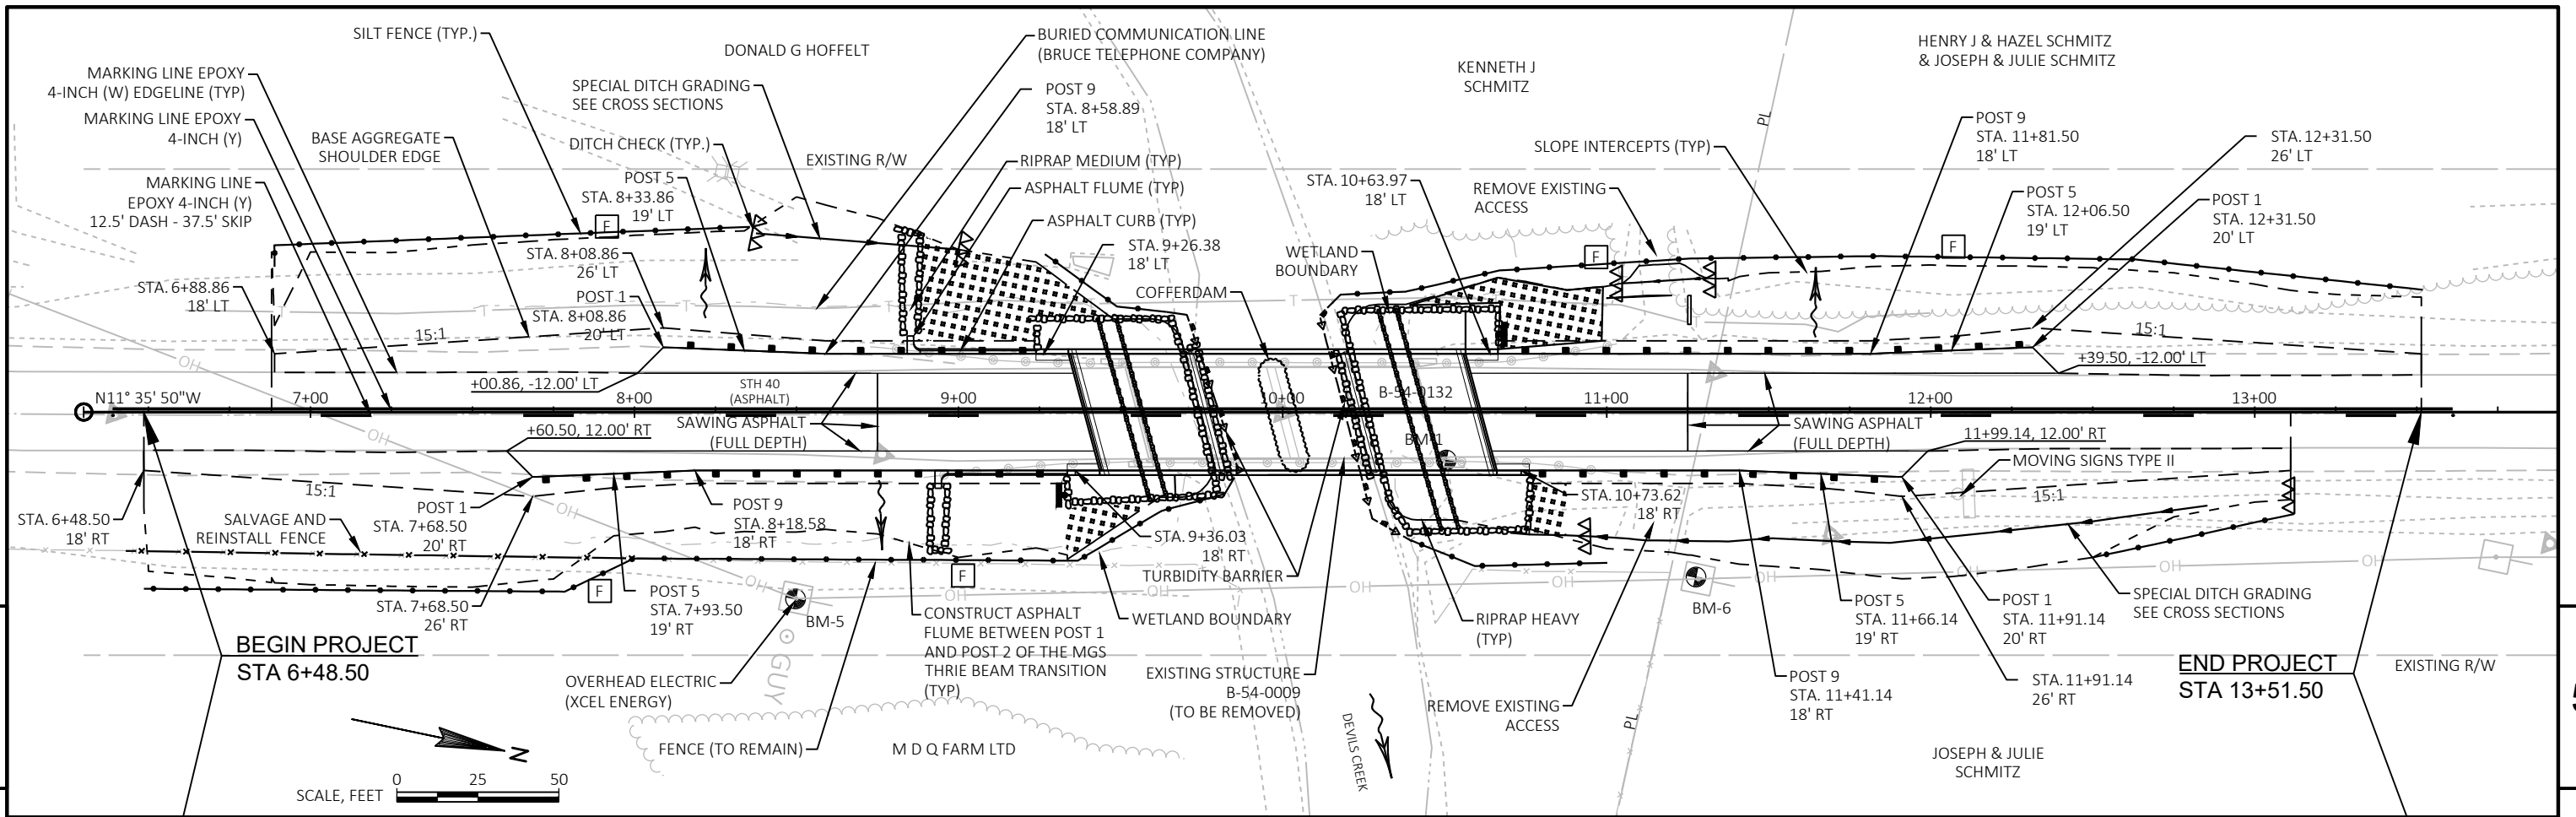 SILT FENCE (TYP.)
DONALD G HOFFELT
BURIED COMMUNICATION LINE
(BRUCE TELEPHONE COMPANY)
KENNETH J
SCHMITZ
HENRY J & HAZEL SCHMITZ
& JOSEPH & JULIE SCHMITZ
MARKING LINE EPOXY
4-INCH (W) EDGELINE (TYP)
MARKING LINE EPOXY
4-INCH (Y)
BASE AGGREGATE
SHOULDER EDGE
SPECIAL DITCH GRADING
SEE CROSS SECTIONS
DITCH CHECK (TYP.)
EXISTING R/W
POST 9
STA. 8+58.89
18' LT
RIPRAP MEDIUM (TYP)
ASPHALT FLUME (TYP)
ASPHALT CURB (TYP)
PL
POST 9
STA. 11+81.50
18' LT
STA. 12+31.50
26' LT
SLOPE INTERCEPTS (TYP)
MARKING LINE
EPOXY 4-INCH (Y)
12.5' DASH - 37.5' SKIP
POST 5
STA. 8+33.86
19' LT
STA. 10+63.97
18' LT
REMOVE EXISTING
ACCESS
POST 5
STA. 12+06.50
19' LT
POST 1
STA. 12+31.50
20' LT
F
STA. 8+08.86
26' LT
POST 1
STA. 8+08.86
20' LT
STA. 9+26.38
18' LT
WETLAND
BOUNDARY
F
F
STA. 6+88.86
18' LT
COFFERDAM
T
T
T
T
T
15:1
15:1
OH
+00.86, -12.00' LT
+39.50, -12.00' LT
STH 40
(ASPHALT)
B-54-0132
N11° 35' 50"W
7+00
8+00
9+00
10+00
11+00
12+00
13+00
OH
+60.50, 12.00' RT
SAWING ASPHALT
(FULL DEPTH)
BM-1
SAWING ASPHALT
(FULL DEPTH)
11+99.14, 12.00' RT
MOVING SIGNS TYPE II
15:1
15:1
STA. 6+48.50
18' RT
SALVAGE AND
REINSTALL FENCE
POST 1
STA. 7+68.50
20' RT
OH
POST 9
STA. 8+18.58
18' RT
STA. 10+73.62
18' RT
STA. 9+36.03
18' RT
TURBIDITY BARRIER
F
F
OH
OH
OH
OH
OH
OH
OH
STA. 7+68.50
26' RT
POST 5
STA. 7+93.50
19' RT
BM-5
CONSTRUCT ASPHALT
FLUME BETWEEN POST 1
AND POST 2 OF THE MGS
THRIE BEAM TRANSITION
(TYP)
WETLAND BOUNDARY
RIPRAP HEAVY
(TYP)
BM-6
POST 5
STA. 11+66.14
19' RT
POST 1
STA. 11+91.14
20' RT
SPECIAL DITCH GRADING
SEE CROSS SECTIONS
BEGIN PROJECT
STA 6+48.50
GUY
OVERHEAD ELECTRIC
(XCEL ENERGY)
EXISTING STRUCTURE
B-54-0009
(TO BE REMOVED)
REMOVE EXISTING
ACCESS
PL
POST 9
STA. 11+41.14
18' RT
STA. 11+91.14
26' RT
END PROJECT
STA 13+51.50
EXISTING R/W
DEVILS CREEK
N
FENCE (TO REMAIN)
M D Q FARM LTD
JOSEPH & JULIE
SCHMITZ
SCALE, FEET
0
25
50